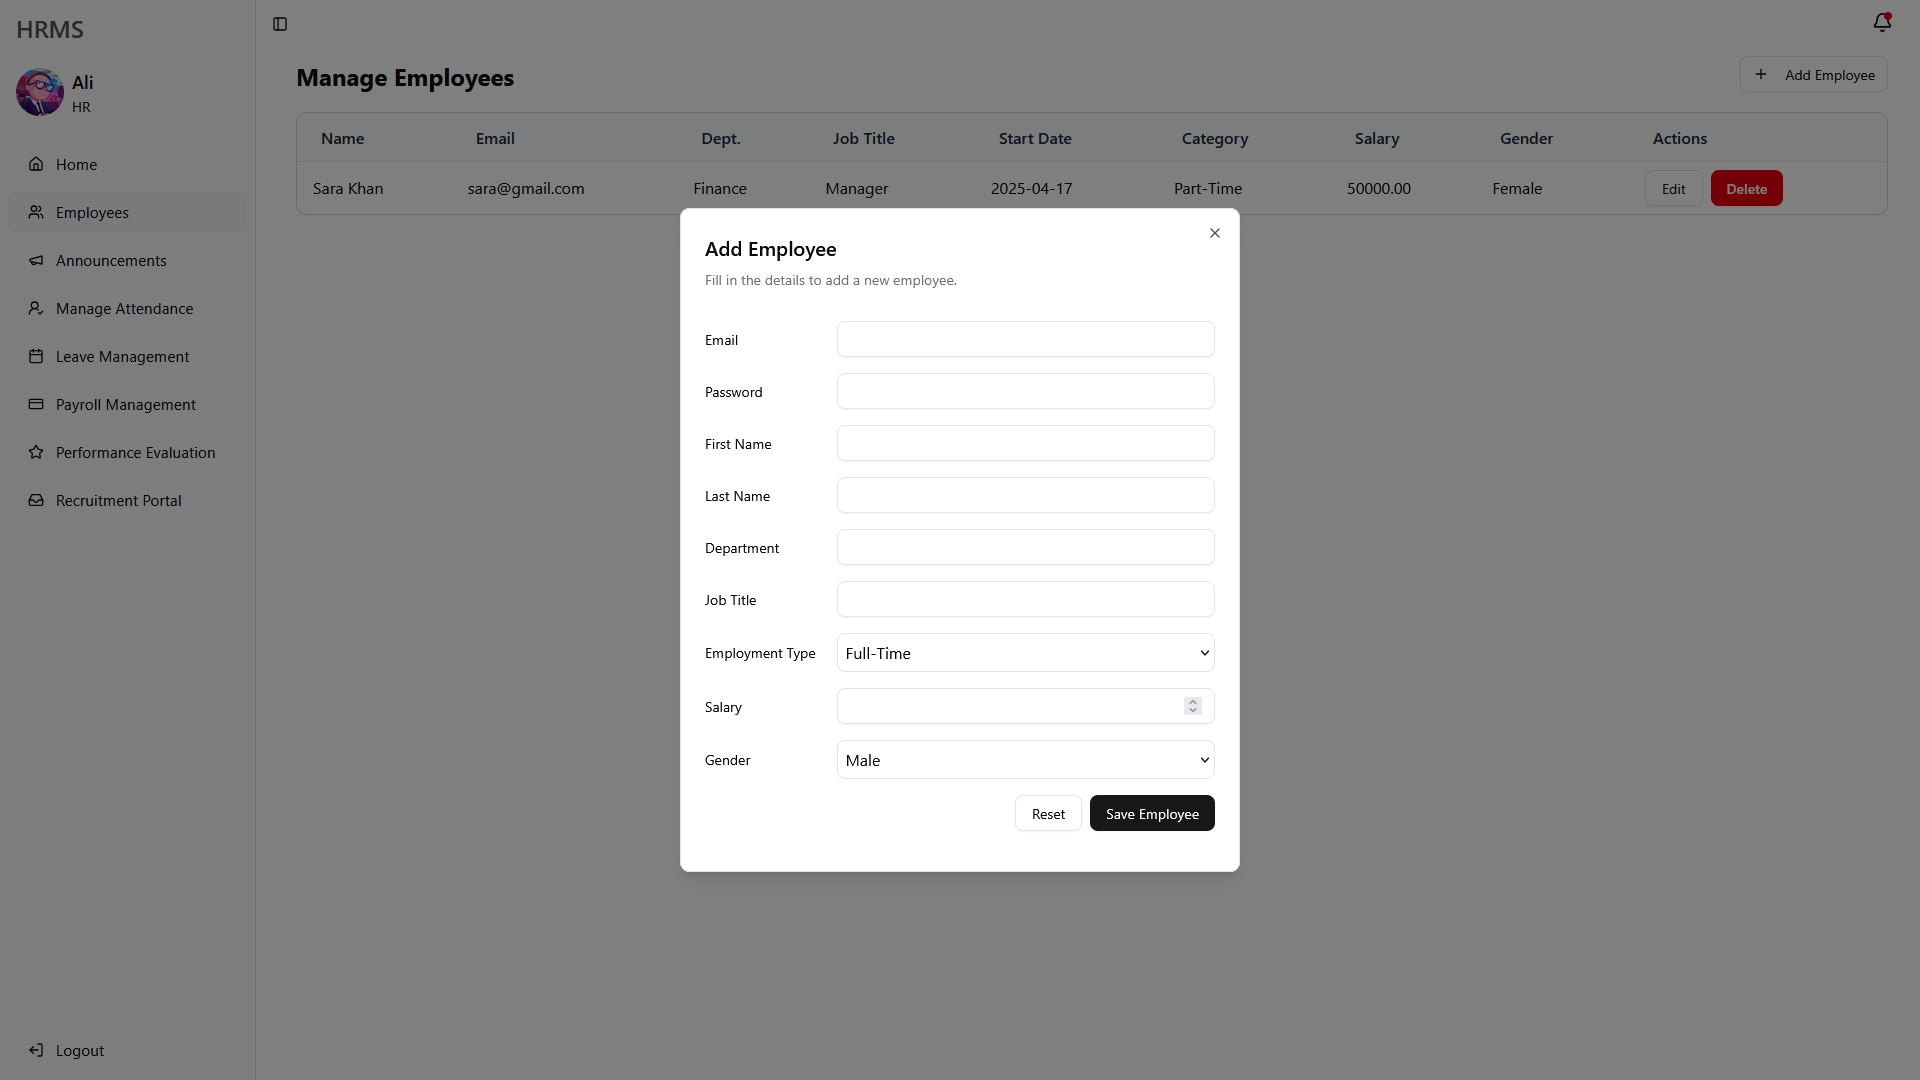 HRMS
Ali
HR
Home
Employees
Announcements
Manage Attendance
Leave Management
Payroll Management
Performance Evaluation
Recruitment Portal
Logout
Manage Employees
Add Employee
Name Email Dept. Job Title Start Date Category Salary Gender Actions
Sara Khan sara@gmail.com Finance Manager 2025-04-17 Part-Time 50000.00 Female Edit Delete
Add Employee
Fill in the details to add a new employee.
Email
Password
First Name
Last Name
Department
Job Title
Employment Type Full-Time
Salary
Gender Male
Reset Save Employee